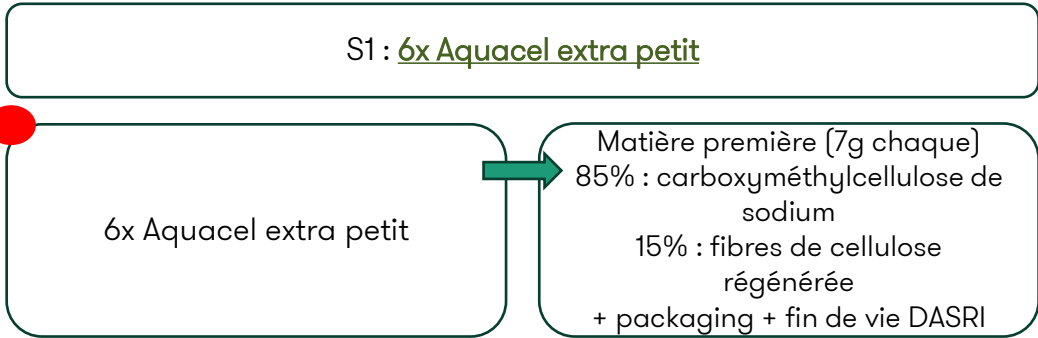 S1 : 6x Aquacel extra petit
6x Aquacel extra petit
Matière première (7g chaque)
85% : carboxyméthylcellulose de
sodium
15% : fibres de cellulose
régénérée
+ packaging + fin de vie DASRI